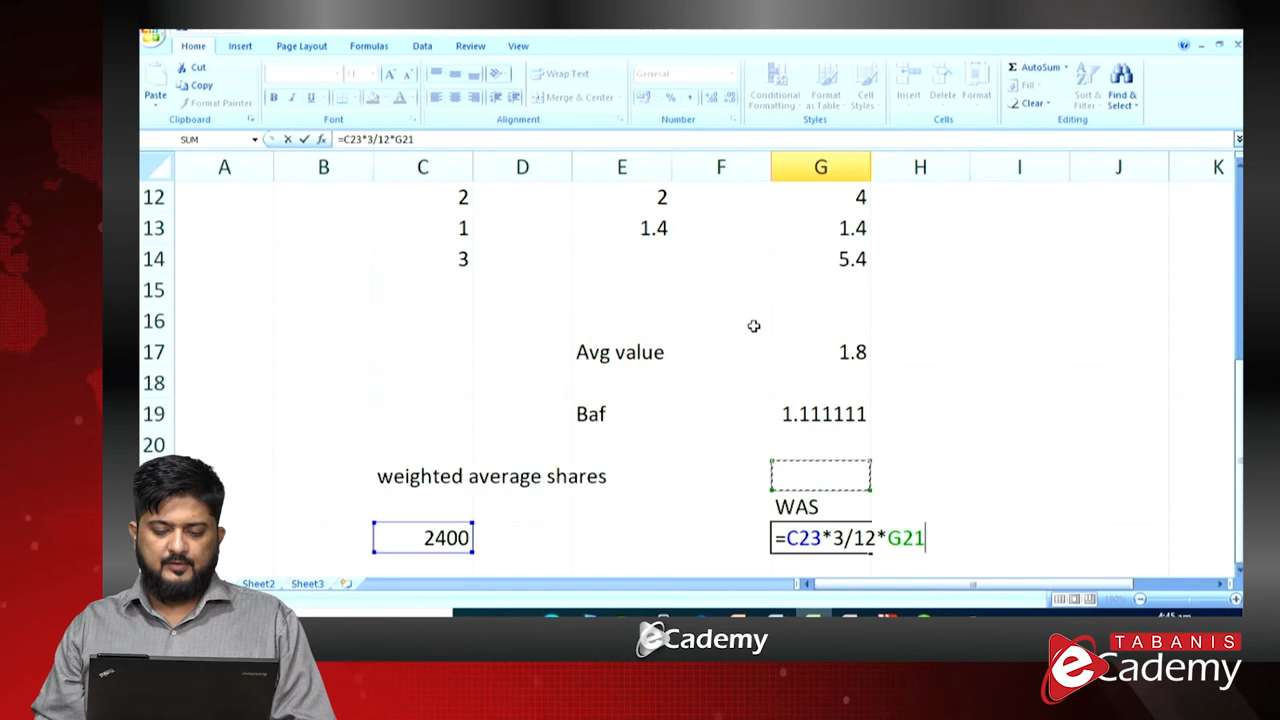 Home Insert Page Layout Formulas Data Review View
Cut
Copy
Format Painter
Paste
Clipboard
11
A A
B I U
A
Font
Wrap Text
Merge & Center
Alignment
General
%
Number
Conditional Formatting
Format as Table
Cell Styles
Styles
Insert Delete Format
Cells
Σ AutoSum
Fill
Clear
Sort & Filter
Find & Select
Editing
SUM fx =C23*3/12*G21
A B C D E F G H I J K
12 2 2 4
13 1 1.4 1.4
14 3 5.4
15
16
17 Avg value 1.8
18
19 Baf 1.111111
20
weighted average shares
WAS
2400 =C23*3/12*G21
Sheet2 Sheet3
eCademy
TABANIS
eCademy